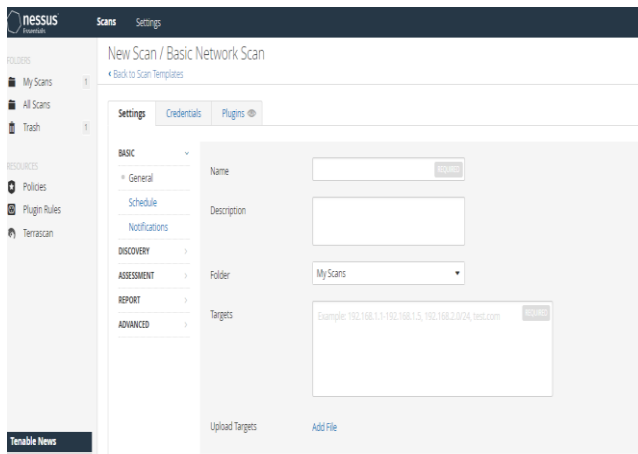 nessus
Essentials
Scans
Settings
FOLDERS
My Scans 1
All Scans
Trash 1
RESOURCES
Policies
Plugin Rules
Terrascan
Tenable News
New Scan / Basic Network Scan
Back to Scan Templates
Settings
Credentials
Plugins
BASIC
General
Schedule
Notifications
DISCOVERY
ASSESSMENT
REPORT
ADVANCED
Name
REQUIRED
Description
Folder
My Scans
Targets
Example: 192.168.1.1-192.168.1.5, 192.168.2.0/24, test.com
REQUIRED
Upload Targets
Add File